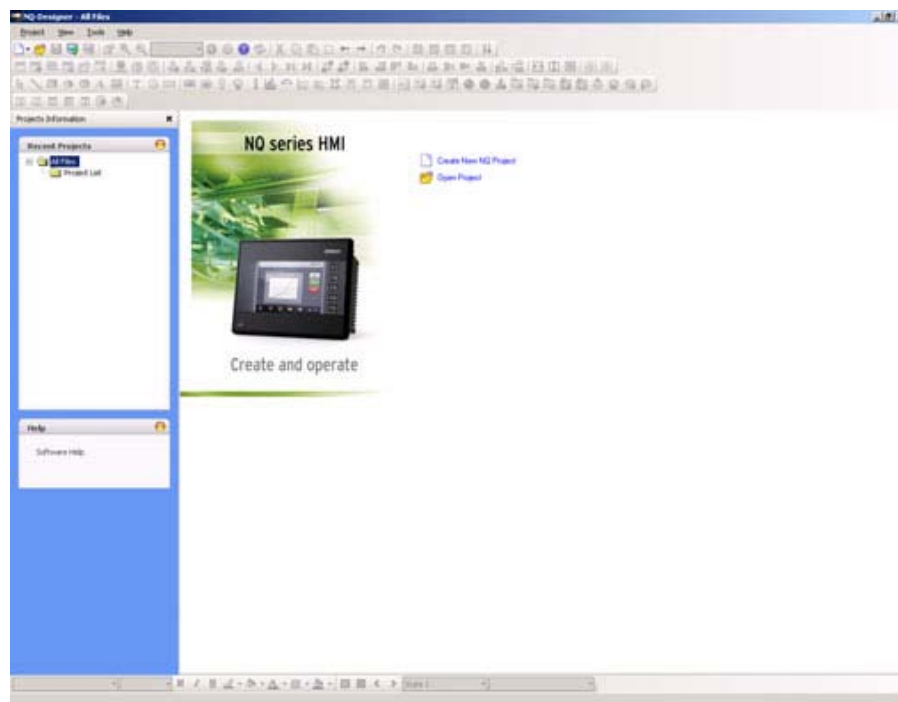 NQ-Designer - All Files
Project View Tools Help
Projects Information
Recent Projects
All Files
Project List
Help
Software Help.
NQ series HMI
Create and operate
Create New NQ Project
Open Project